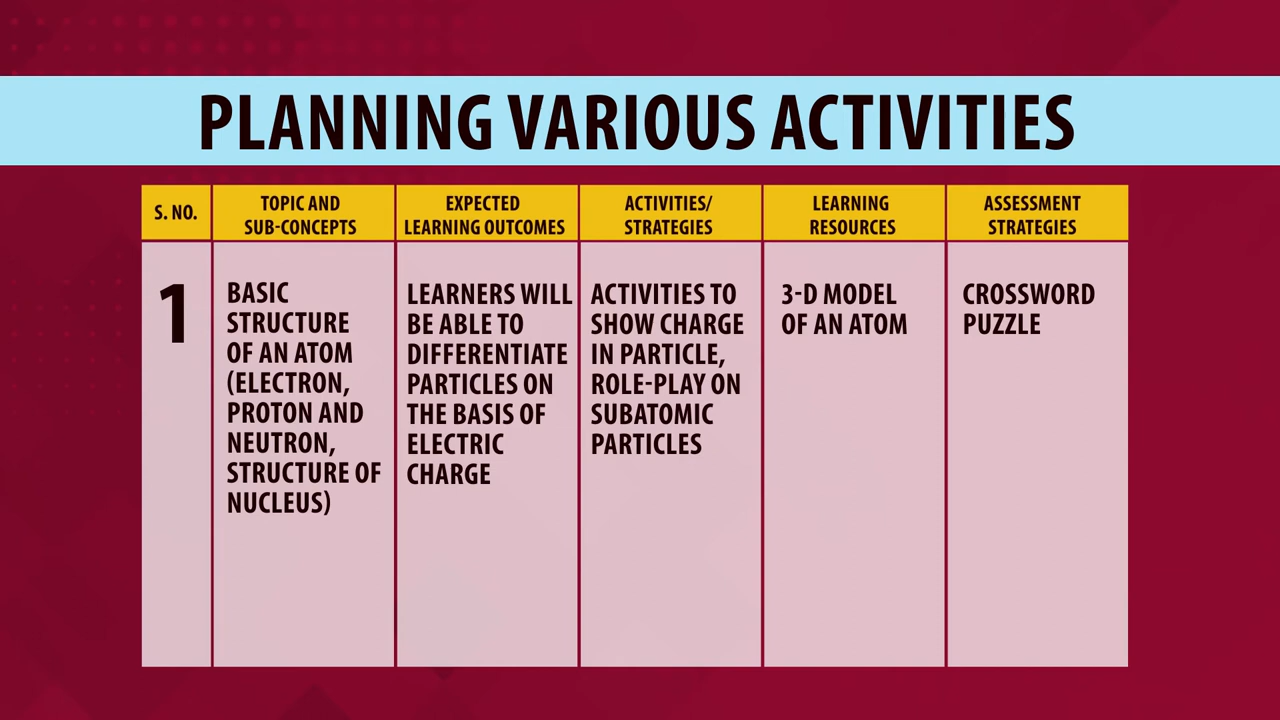 PLANNING VARIOUS ACTIVITIES
S. NO.
TOPIC AND
SUB-CONCEPTS
EXPECTED
LEARNING OUTCOMES
ACTIVITIES/
STRATEGIES
LEARNING
RESOURCES
ASSESSMENT
STRATEGIES
1
BASIC
STRUCTURE
OF AN ATOM
(ELECTRON,
PROTON AND
NEUTRON,
STRUCTURE OF
NUCLEUS)
LEARNERS WILL
BE ABLE TO
DIFFERENTIATE
PARTICLES ON
THE BASIS OF
ELECTRIC
CHARGE
ACTIVITIES TO
SHOW CHARGE
IN PARTICLE,
ROLE-PLAY ON
SUBATOMIC
PARTICLES
3-D MODEL
OF AN ATOM
CROSSWORD
PUZZLE